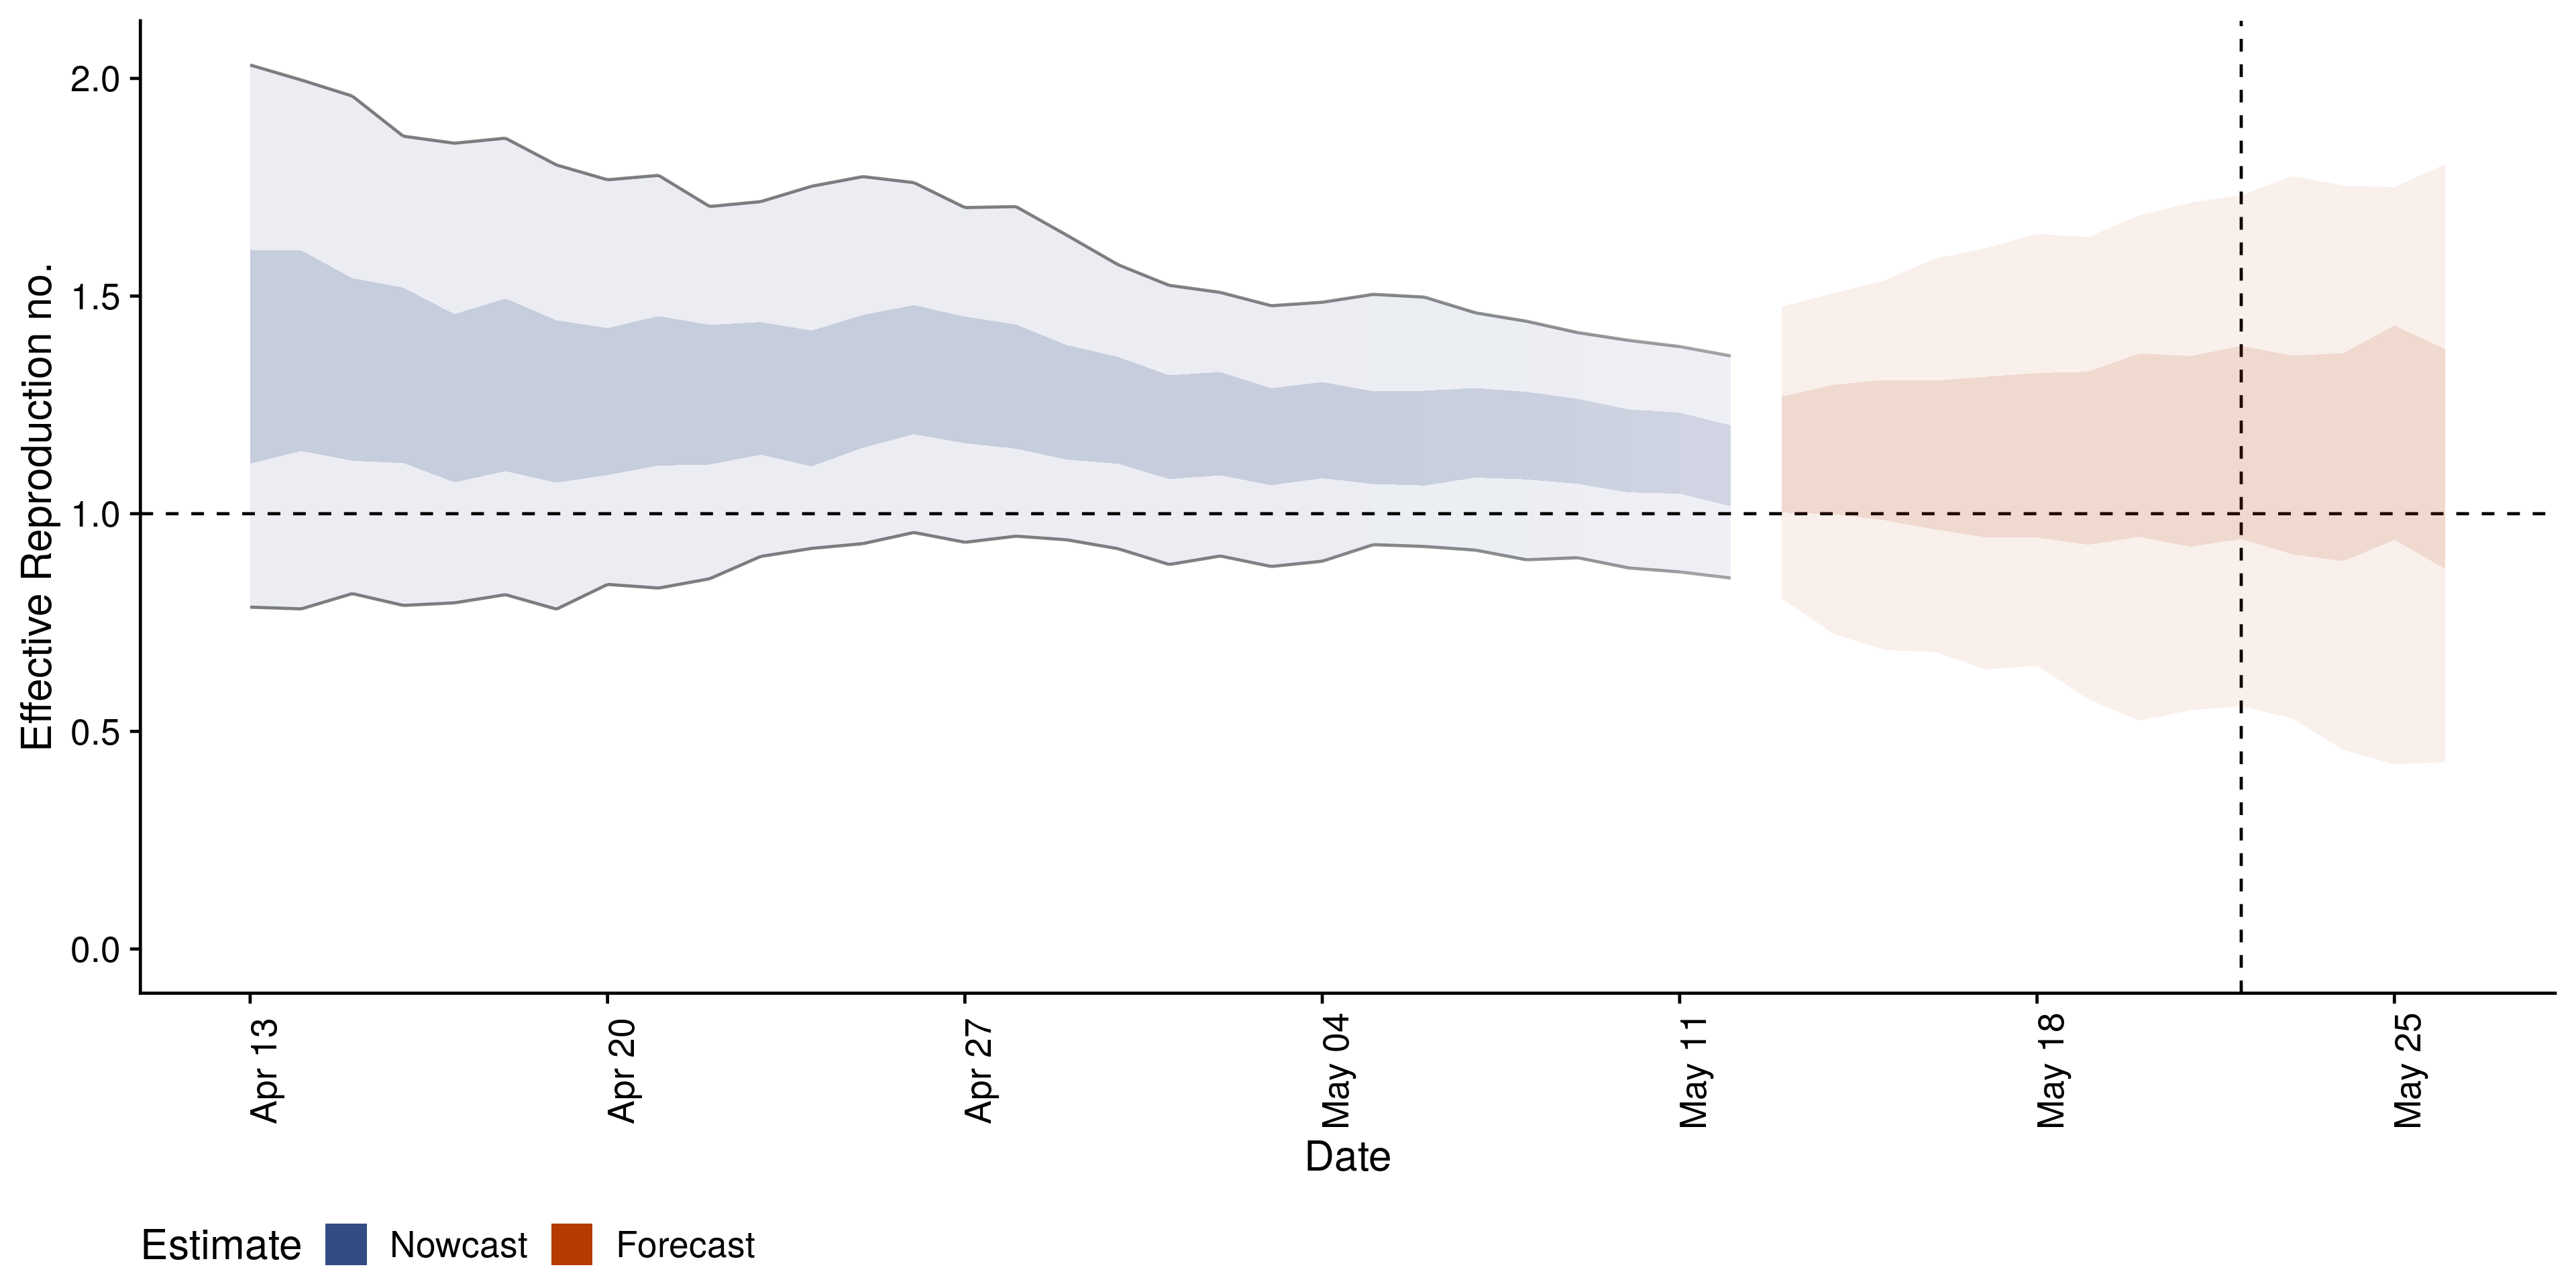 Effective Reproduction no.
2.0
1.5
1.0
0.5
0.0
Apr 13
Apr 20
Apr 27
May 04
May 11
May 18
May 25
Date
Estimate Nowcast Forecast